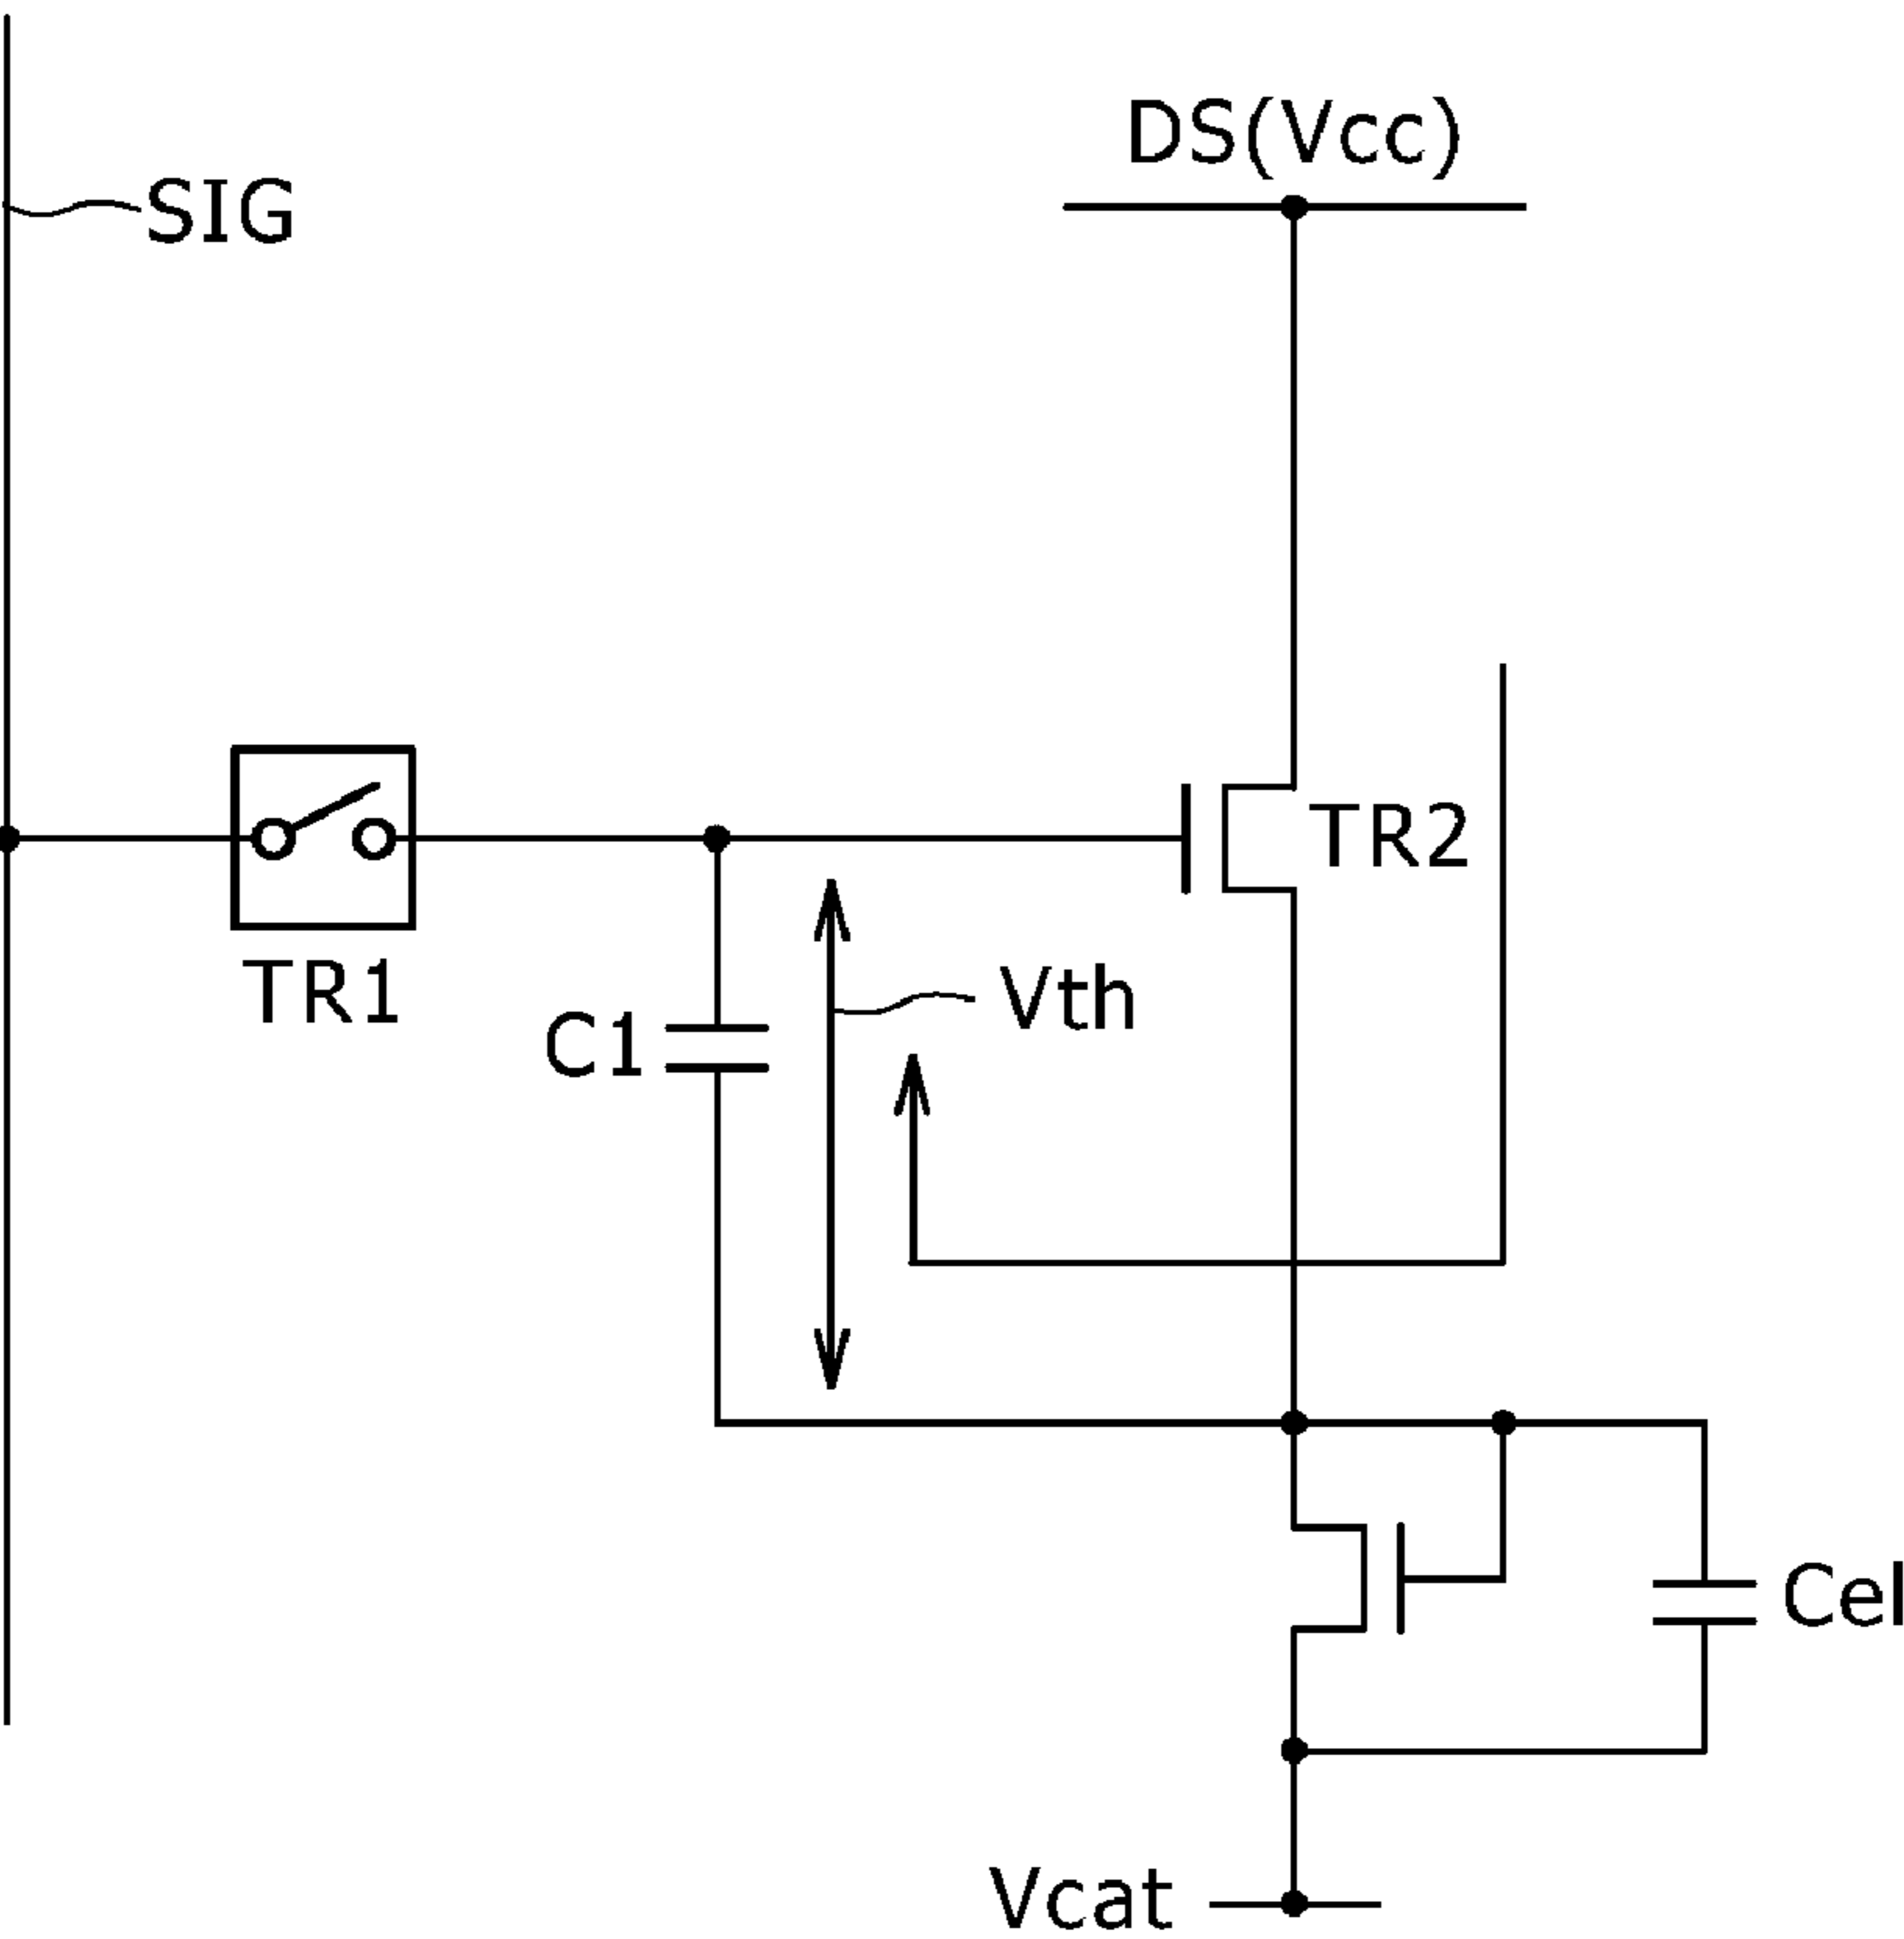 DS(Vcc)
SIG
TR2
TR1
Vth
C1
Cel
Vcat